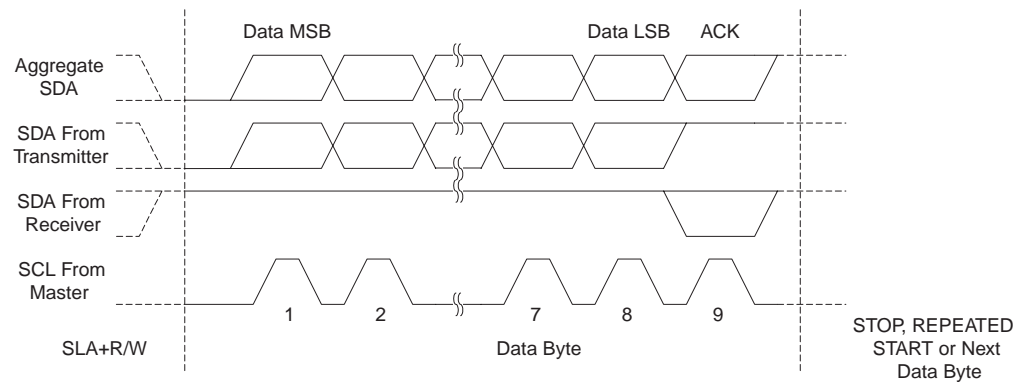 Data MSB
Data LSB
ACK
Aggregate
SDA
SDA From
Transmitter
SDA From
Receiver
SCL From
Master
1
2
7
8
9
SLA+R/W
Data Byte
STOP, REPEATED
START or Next
Data Byte